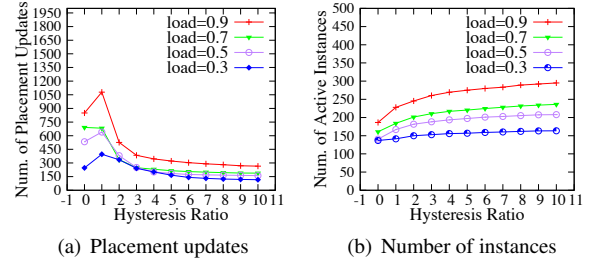 Num. of Placement Updates
1950
1800
1650
1500
1350
1200
1050
900
750
600
450
300
150
0
load=0.9
load=0.7
load=0.5
load=0.3
-1 0 1 2 3 4 5 6 7 8 9 10 11
Hysteresis Ratio
(a) Placement updates
Num. of Active Instances
500
450
400
350
300
250
200
150
100
50
0
load=0.9
load=0.7
load=0.5
load=0.3
-1 0 1 2 3 4 5 6 7 8 9 10 11
Hysteresis Ratio
(b) Number of instances